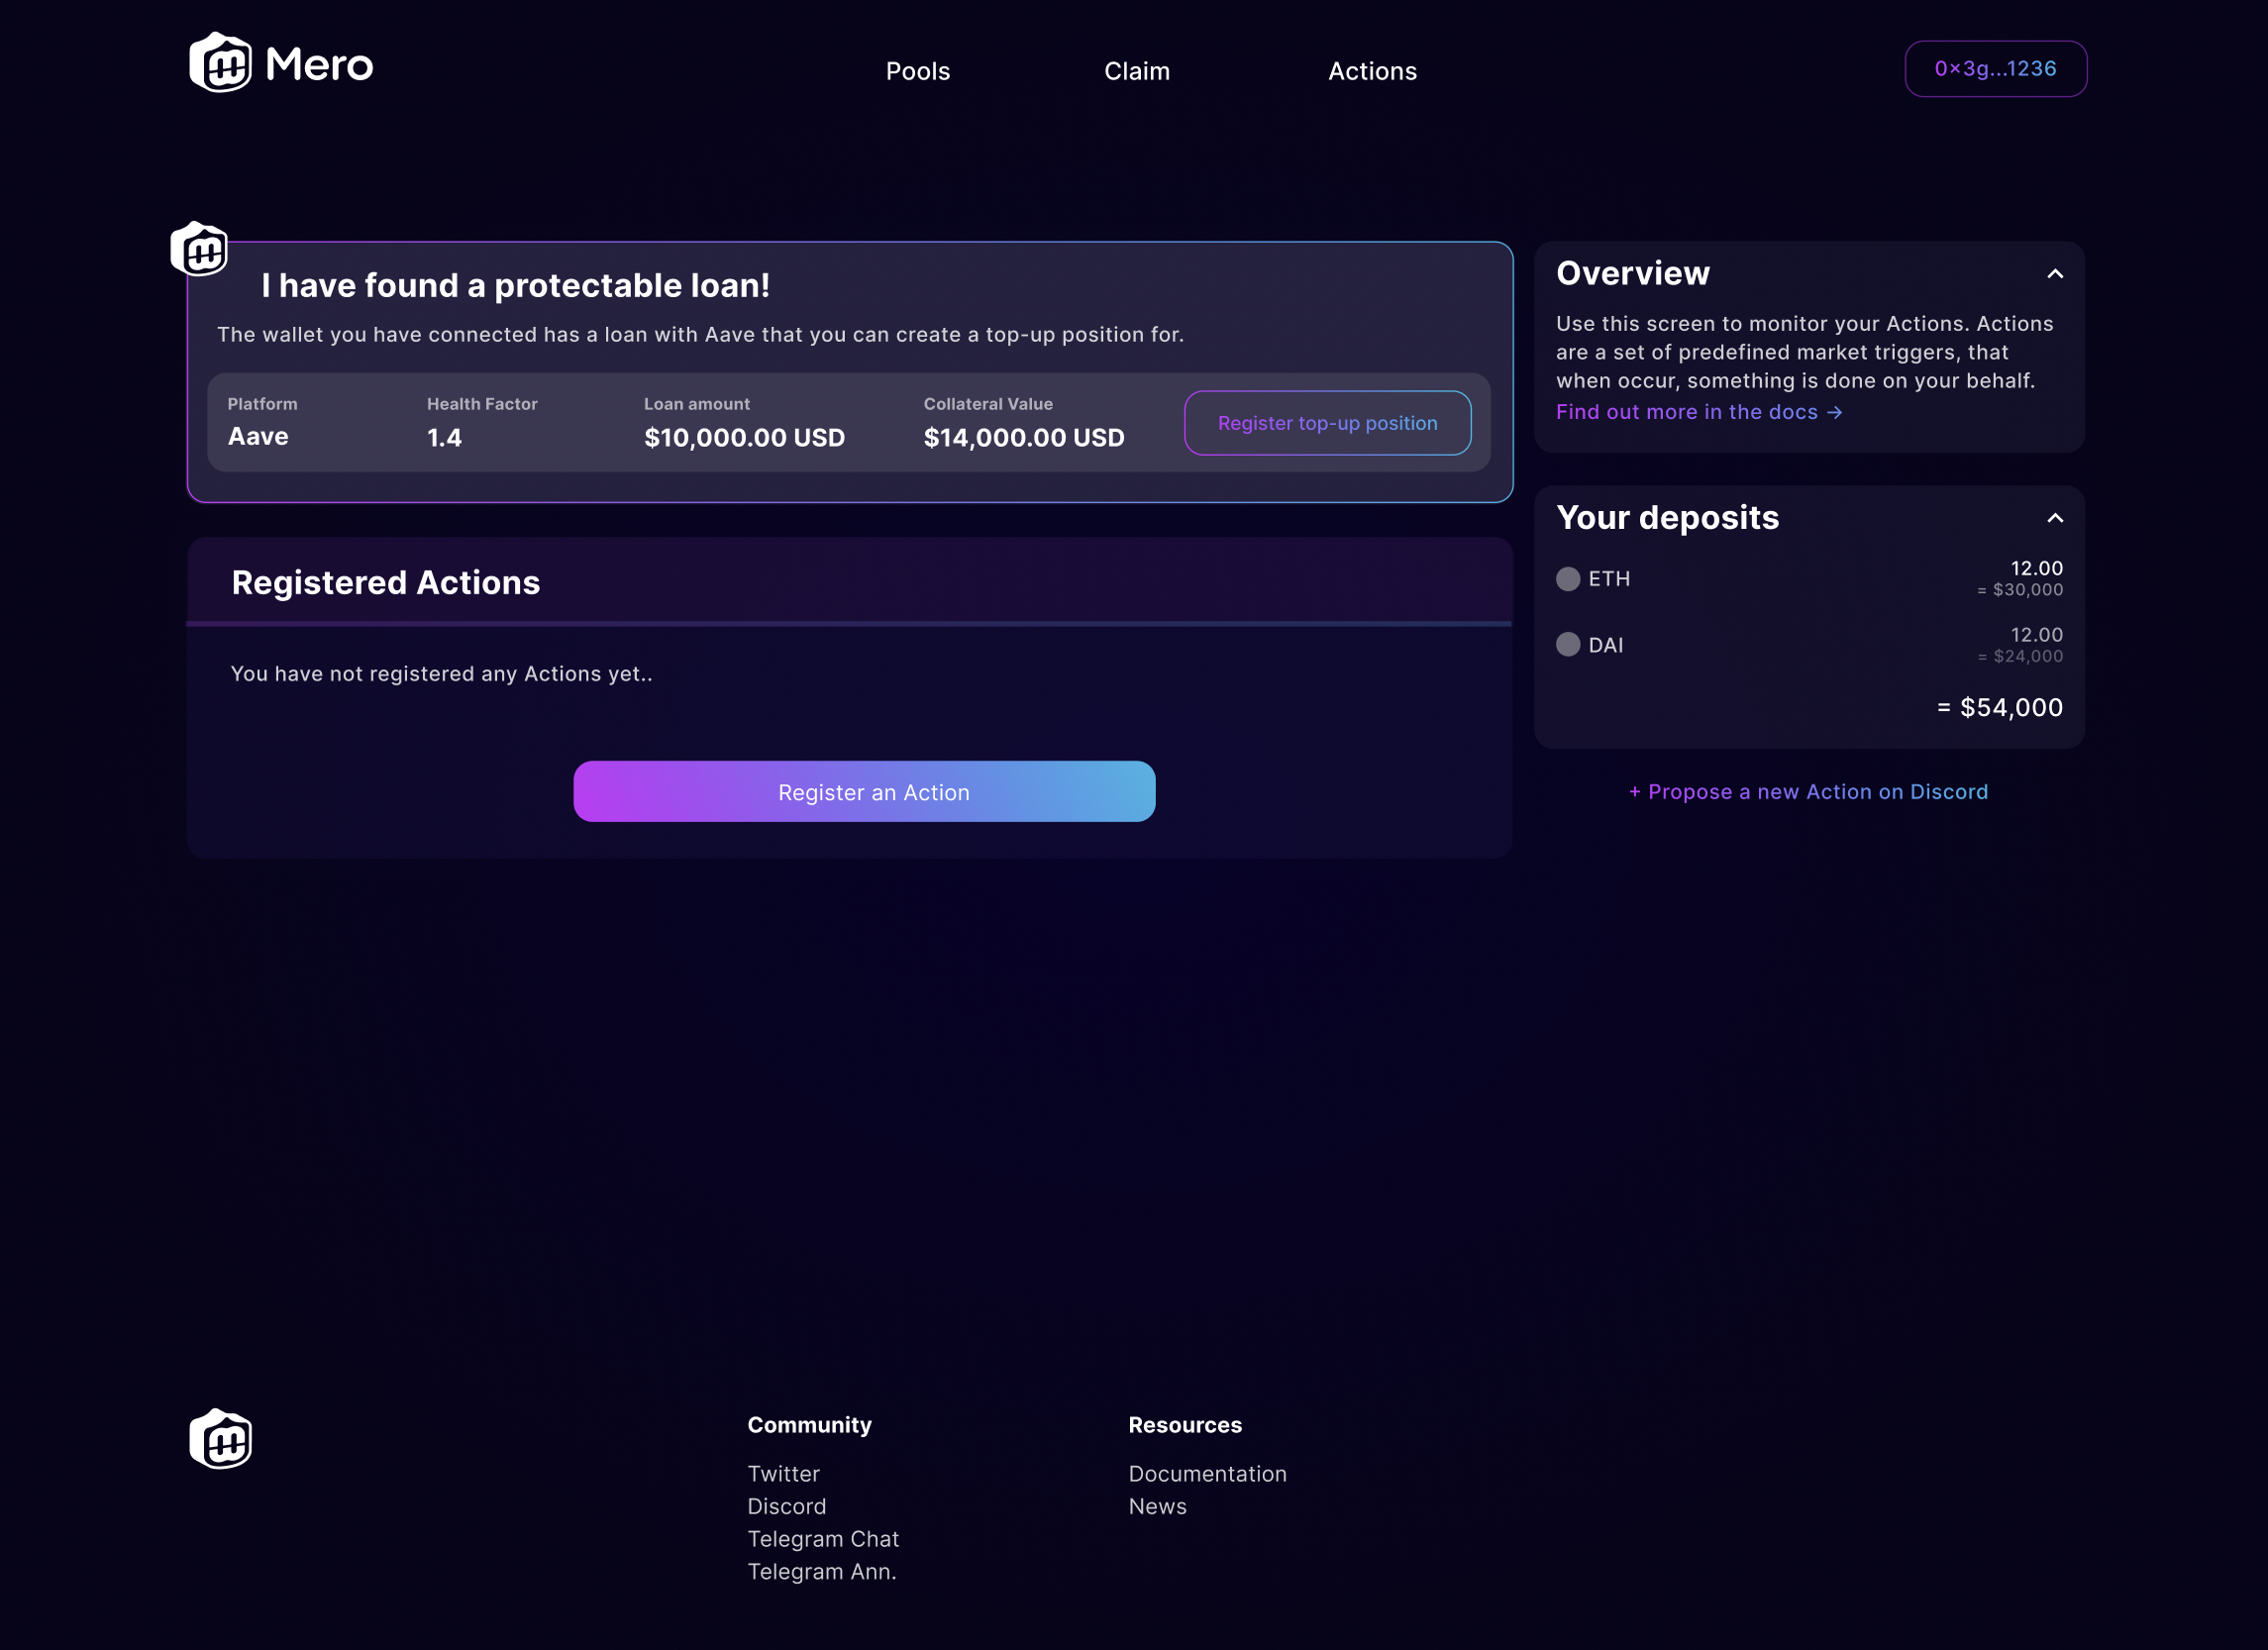 Mero
Pools
Claim
Actions
0x3g...1236
I have found a protectable loan!
The wallet you have connected has a loan with Aave that you can create a top-up position for.
Platform
Aave
Health Factor
1.4
Loan amount
$10,000.00 USD
Collateral Value
$14,000.00 USD
Register top-up position
Registered Actions
You have not registered any Actions yet..
Register an Action
Overview
Use this screen to monitor your Actions. Actions
are a set of predefined market triggers, that
when occur, something is done on your behalf.
Find out more in the docs →
Your deposits
ETH
12.00
= $30,000
DAI
12.00
= $24,000
= $54,000
+ Propose a new Action on Discord
Community
Twitter
Discord
Telegram Chat
Telegram Ann.
Resources
Documentation
News